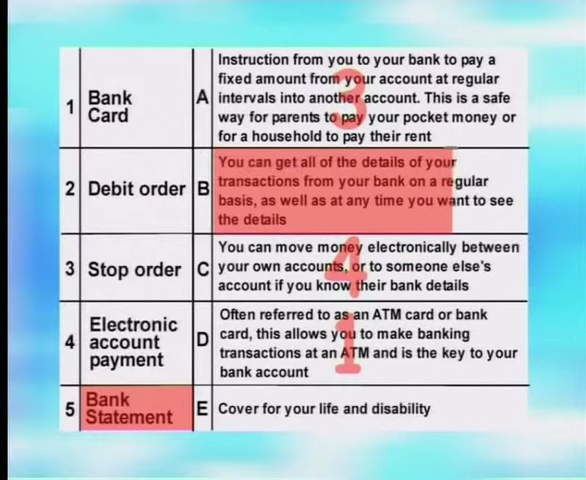 1 Bank Card A Instruction from you to your bank to pay a
fixed amount from your account at regular
intervals into another account. This is a safe
way for parents to pay your pocket money or
for a household to pay their rent
3
2 Debit order B You can get all of the details of your
transactions from your bank on a regular
basis, as well as at any time you want to see
the details
3 Stop order C You can move money electronically between
your own accounts, or to someone else's
account if you know their bank details
4
4 Electronic account payment D Often referred to as an ATM card or bank
card, this allows you to make banking
transactions at an ATM and is the key to your
bank account
1
5 Bank Statement E Cover for your life and disability